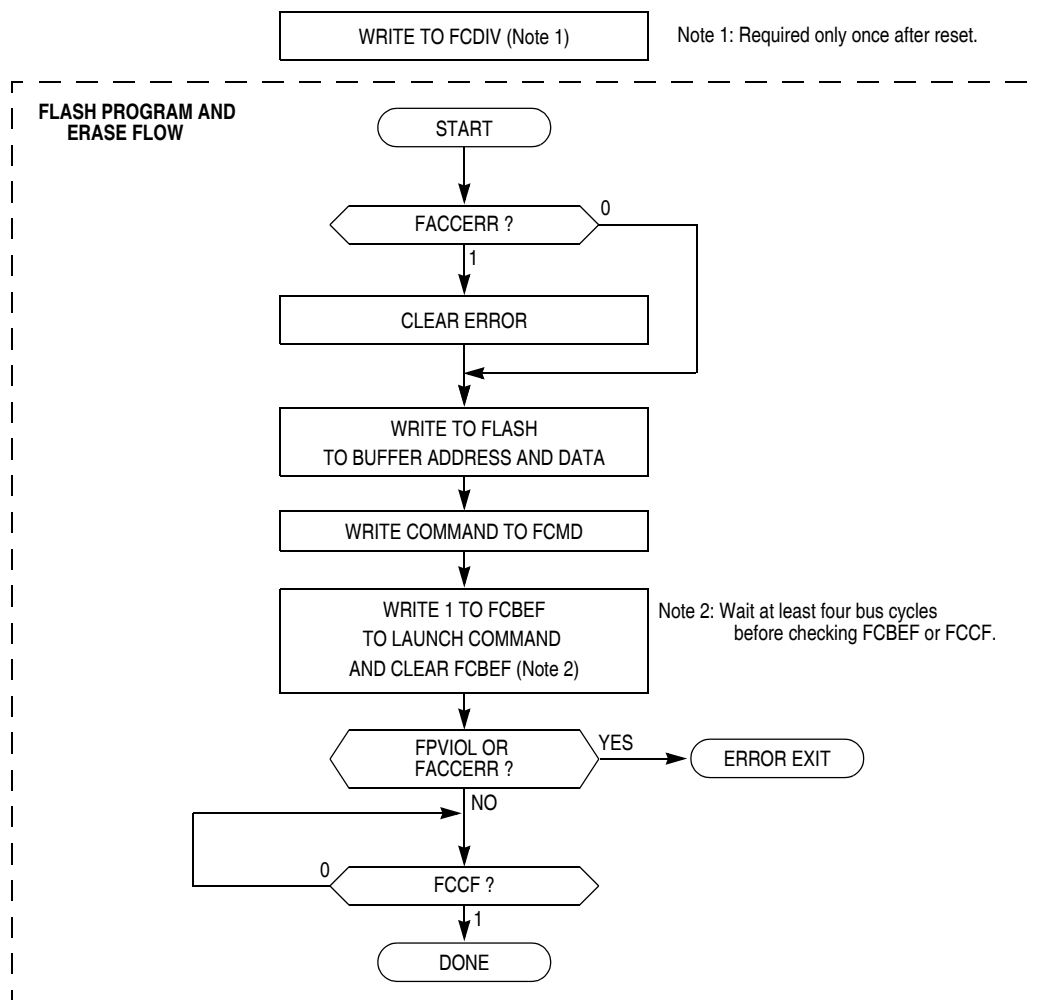 WRITE TO FCDIV (Note 1)
Note 1: Required only once after reset.
FLASH PROGRAM AND
ERASE FLOW
START
FACCERR ?
0
1
CLEAR ERROR
WRITE TO FLASH
TO BUFFER ADDRESS AND DATA
WRITE COMMAND TO FCMD
WRITE 1 TO FCBEF
TO LAUNCH COMMAND
AND CLEAR FCBEF (Note 2)
Note 2: Wait at least four bus cycles
before checking FCBEF or FCCF.
FPVIOL OR
FACCERR ?
YES
ERROR EXIT
NO
0
FCCF ?
1
DONE